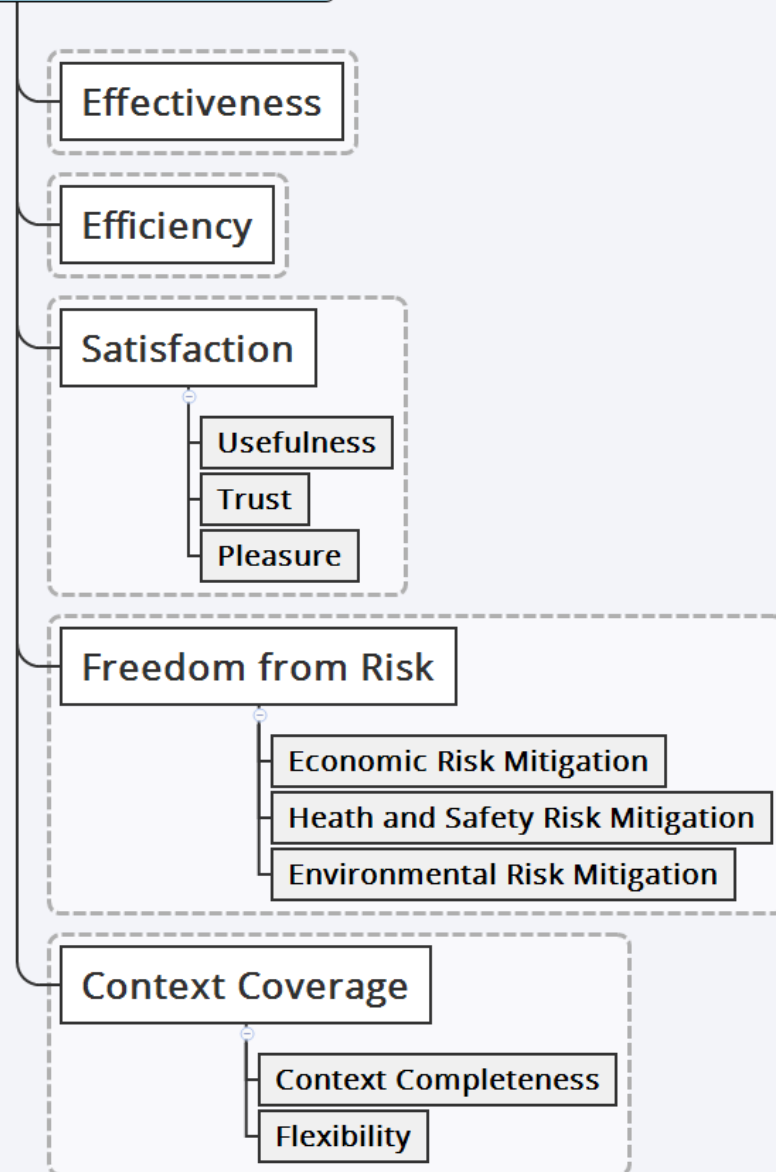 Effectiveness
Efficiency
Satisfaction
Usefulness
Trust
Pleasure
Freedom from Risk
Economic Risk Mitigation
Heath and Safety Risk Mitigation
Environmental Risk Mitigation
Context Coverage
Context Completeness
Flexibility